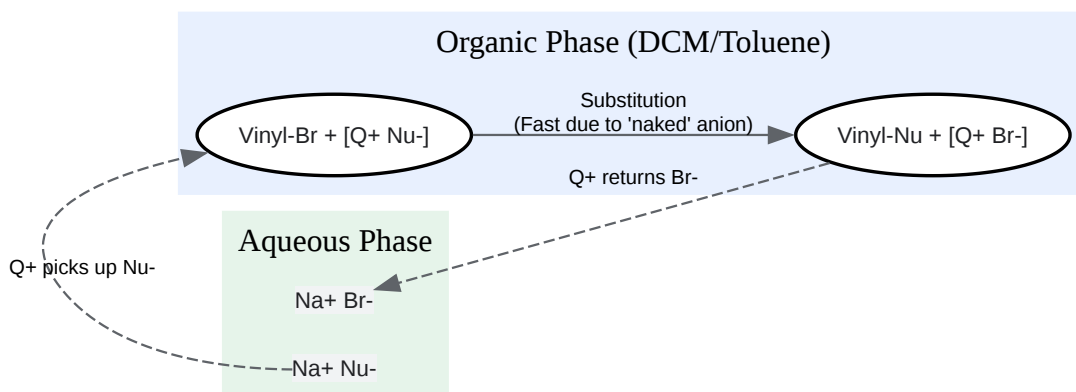 Organic Phase (DCM/Toluene)
Substitution
(Fast due to 'naked' anion)
Vinyl-Br + [Q+ Nu-]
Vinyl-Nu + [Q+ Br-]
Q+ returns Br-
Aqueous Phase
Q+ picks up Nu-
Na+ Br-
Na+ Nu-